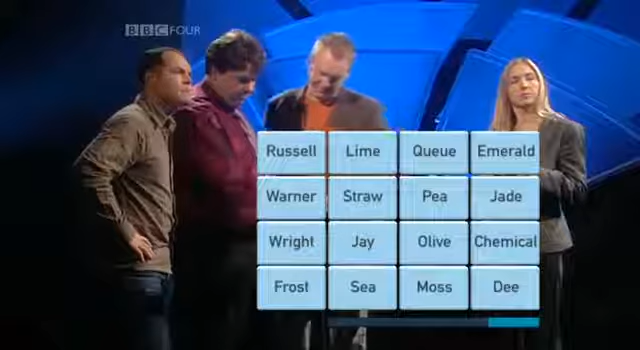 BBC FOUR
Russell Lime Queue Emerald
Warner Straw Pea Jade
Wright Jay Olive Chemical
Frost Sea Moss Dee